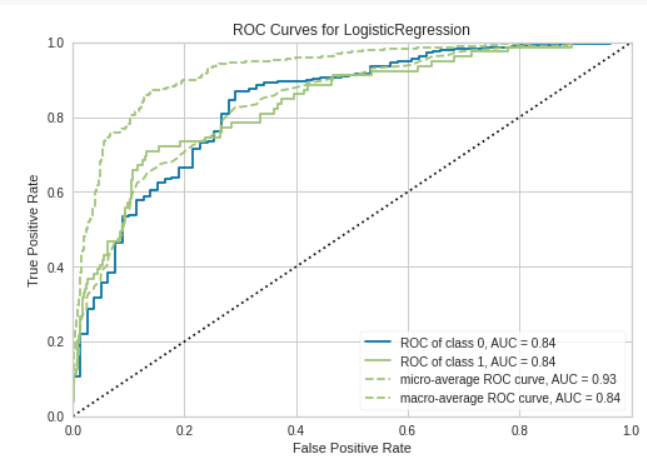 ROC Curves for LogisticRegression
1.0
0.8
0.6
0.4
0.2
0.0
True Positive Rate
ROC of class 0, AUC = 0.84
ROC of class 1, AUC = 0.84
micro-average ROC curve, AUC = 0.93
macro-average ROC curve, AUC = 0.84
0.0 0.2 0.4 0.6 0.8 1.0
False Positive Rate